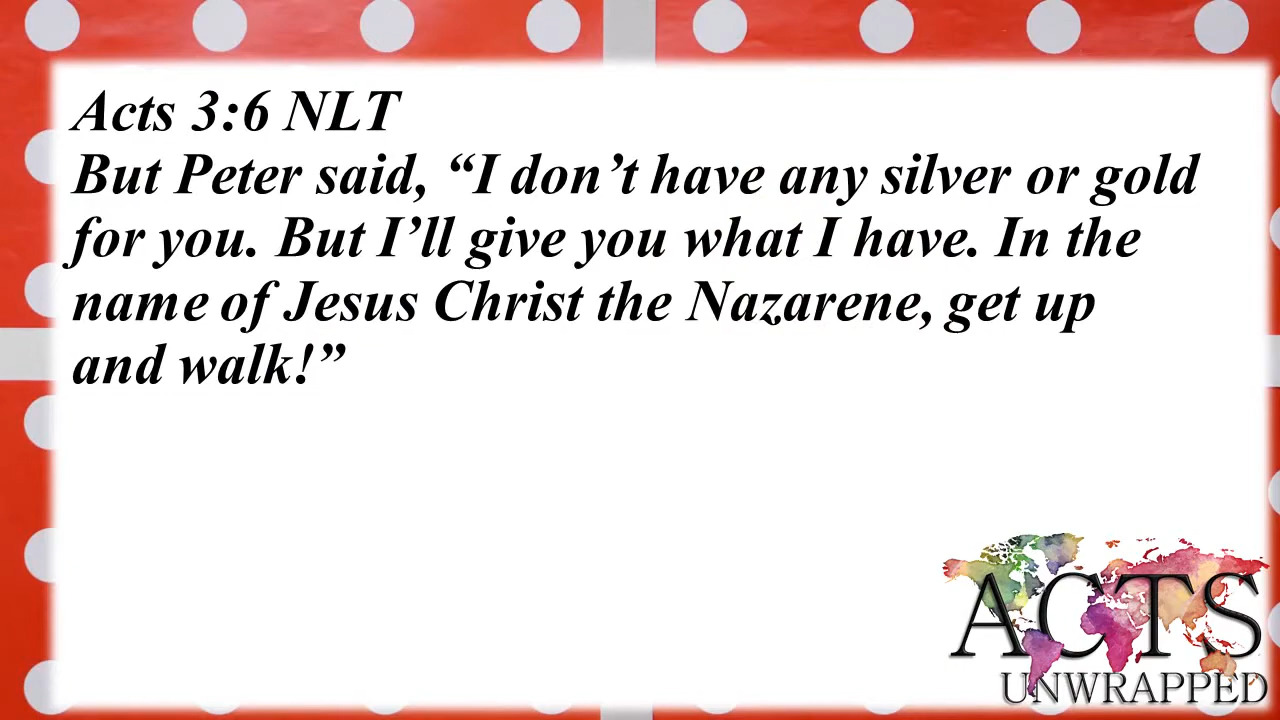 Acts 3:6 NLT
But Peter said, “I don’t have any silver or gold
for you. But I’ll give you what I have. In the
name of Jesus Christ the Nazarene, get up
and walk!”
ACTS
UNWRAPPED